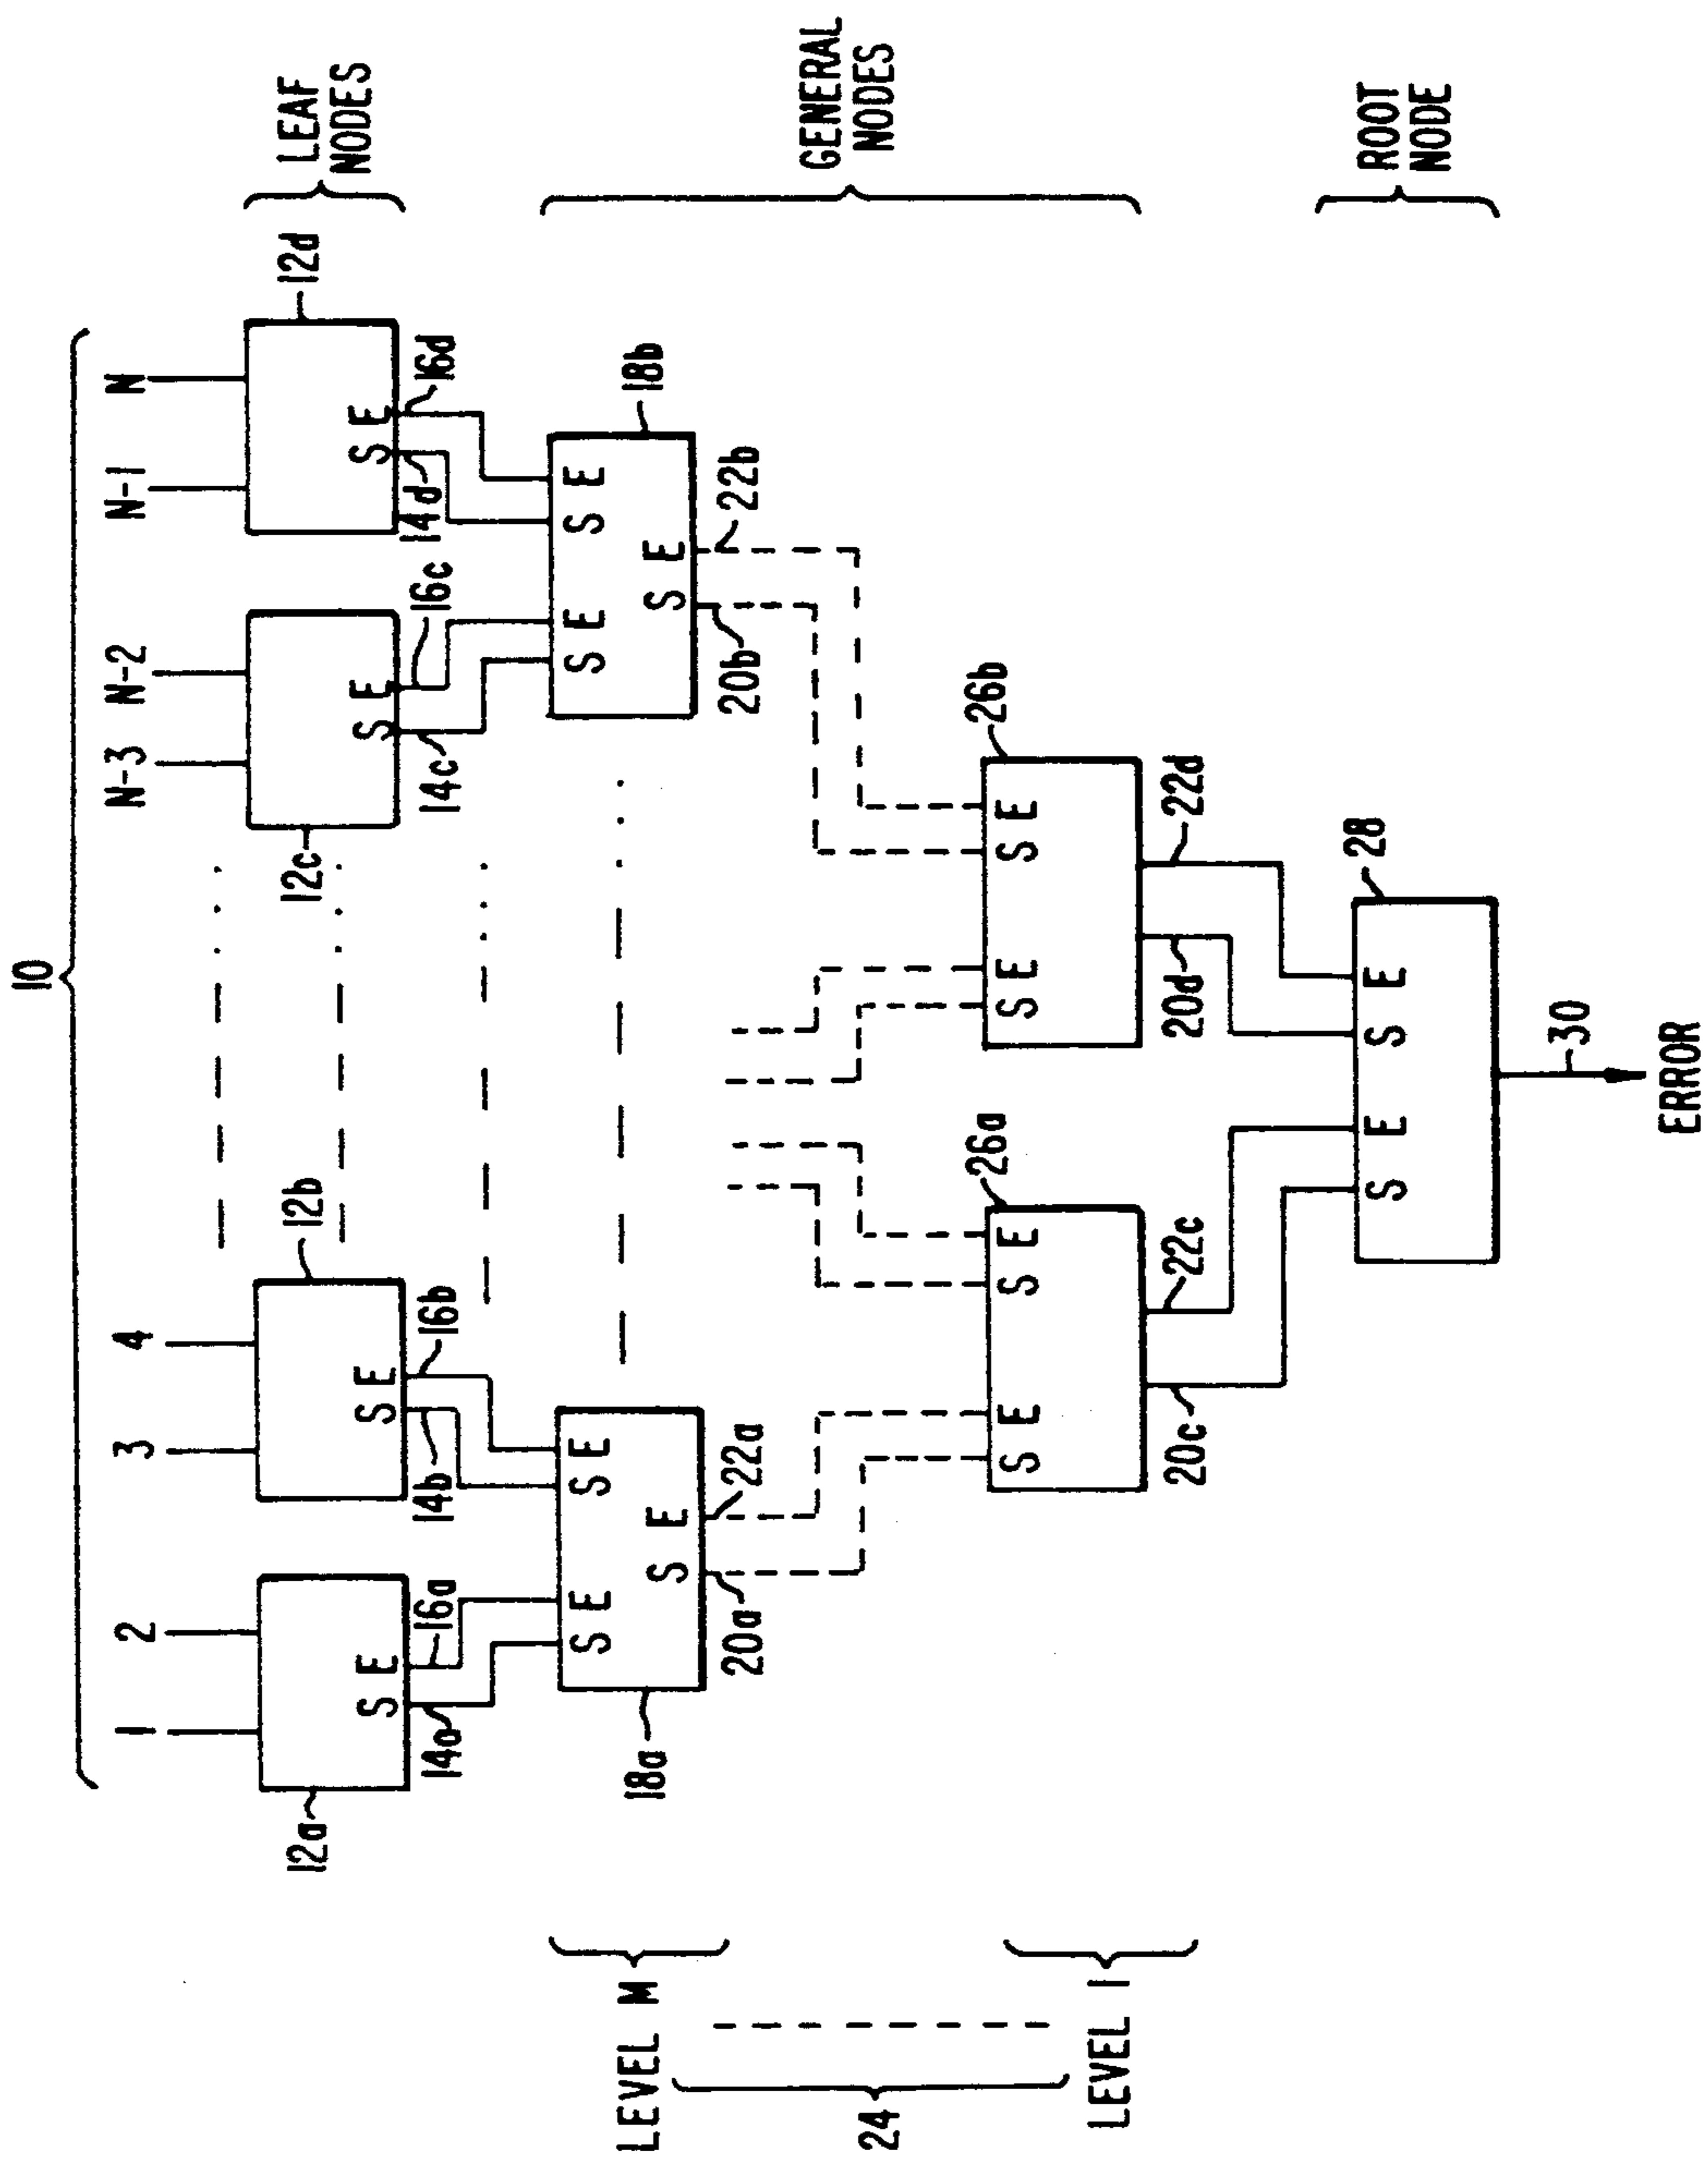 10
1 2 3 4 N-3 N-2 N-1 N
12a 12b 12c 12d
LEAF
NODES
S E S E S E S E
14a 16a 14b 16b 14c 16c 14d 16d
S E S E S E S E
18a 18b
S E S E
20a 22a 20b 22b
LEVEL M
24
GENERAL
NODES
26a 26b
S E S E S E S E
LEVEL 1
20c 22c 20d 22d
28
S E S E
ROOT
NODE
30
ERROR